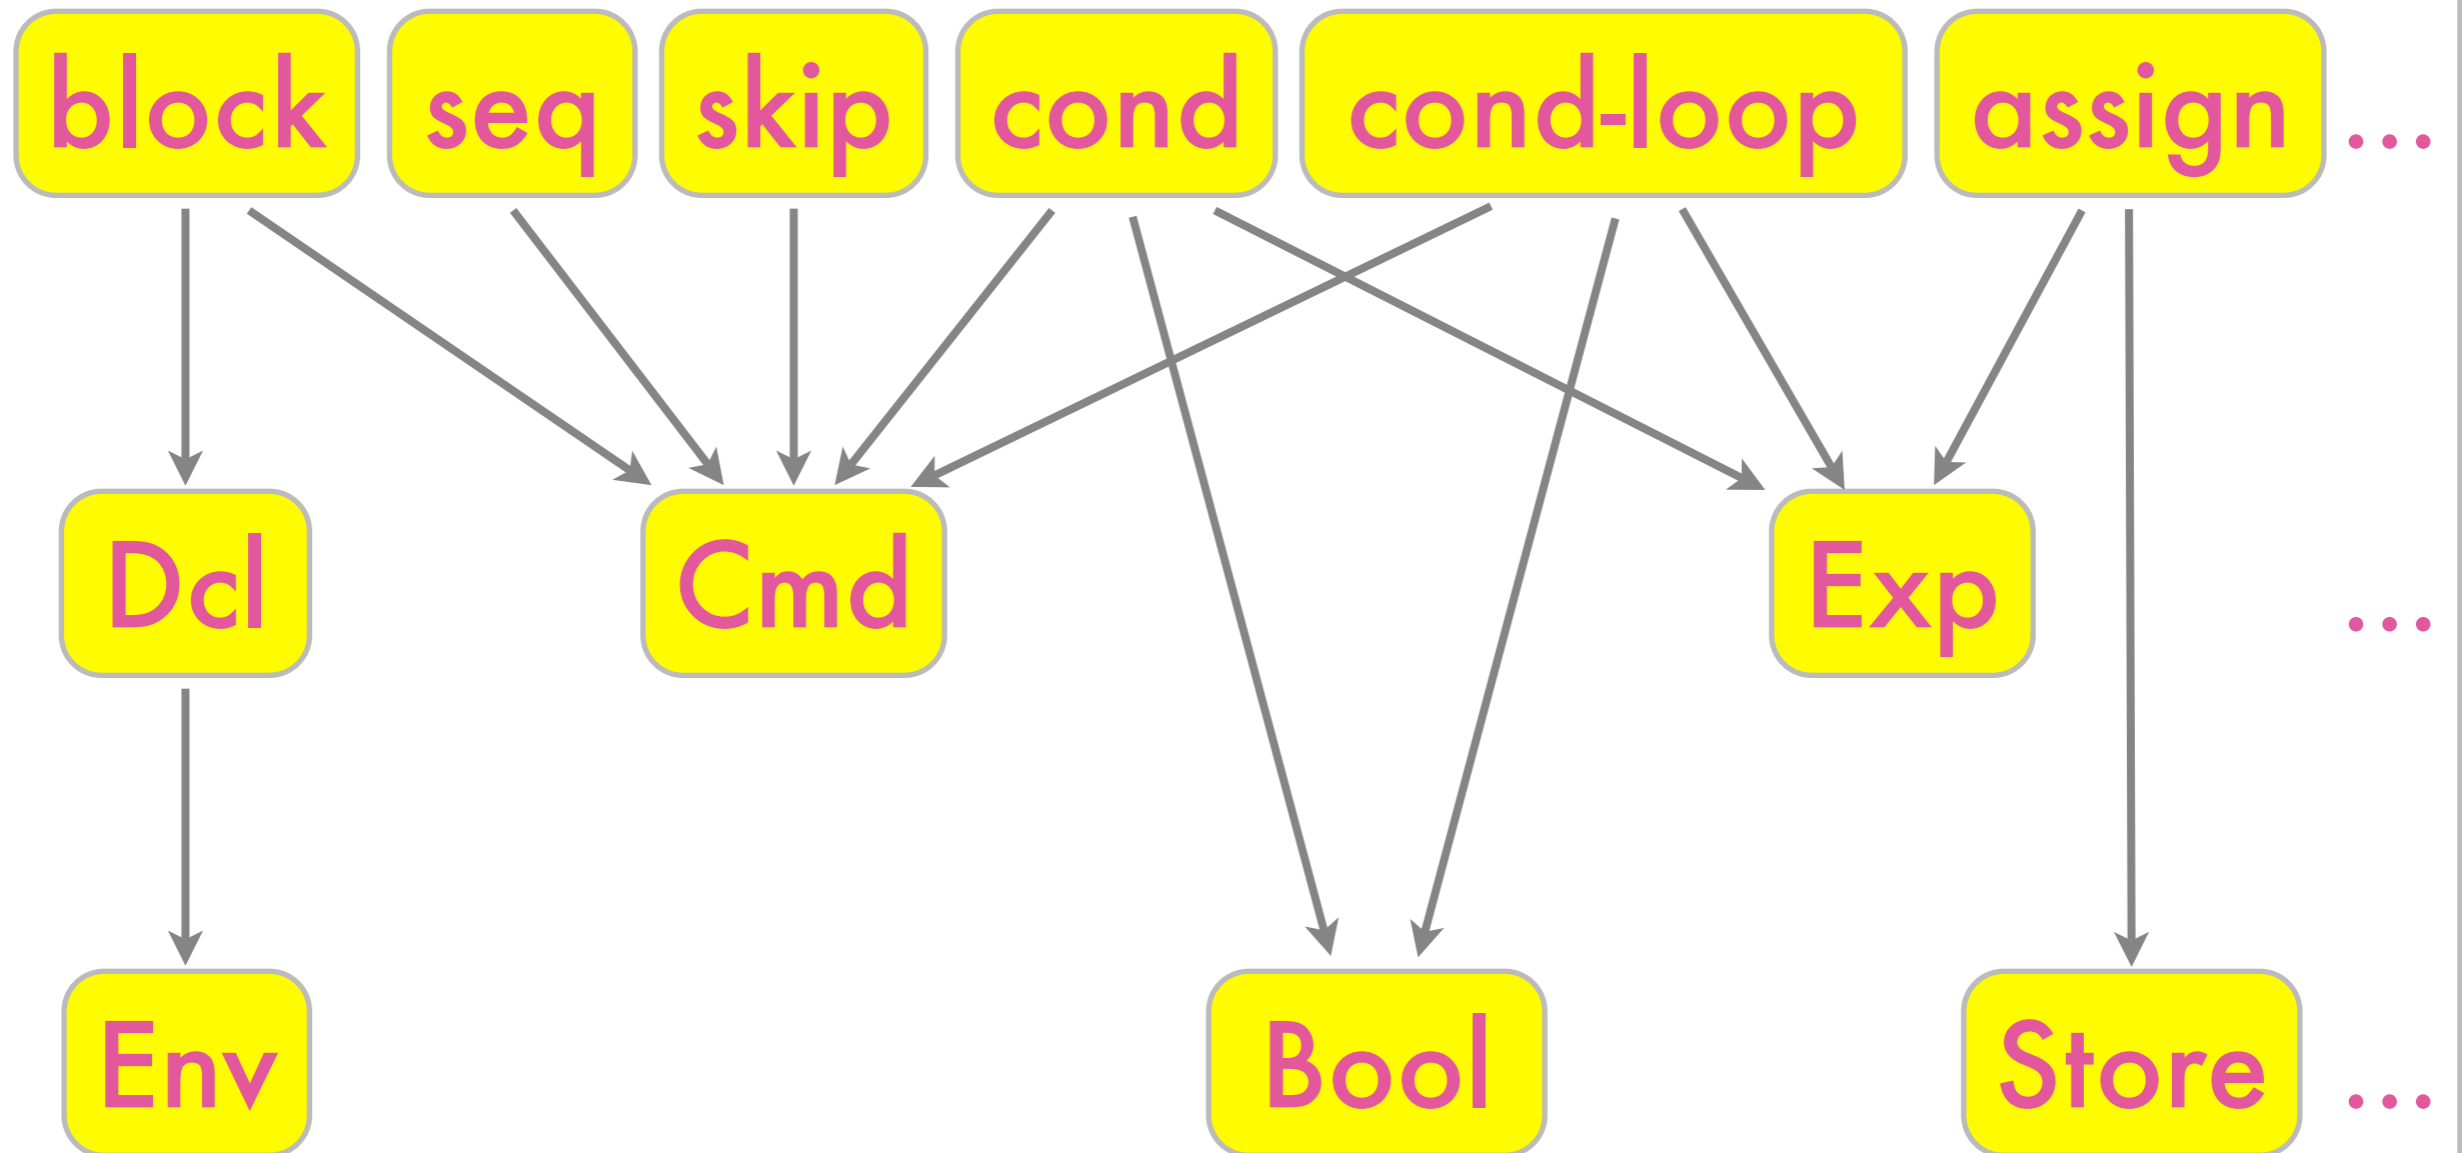 block seq skip cond cond-loop assign ...
Dcl Cmd Exp ...
Env Bool Store ...